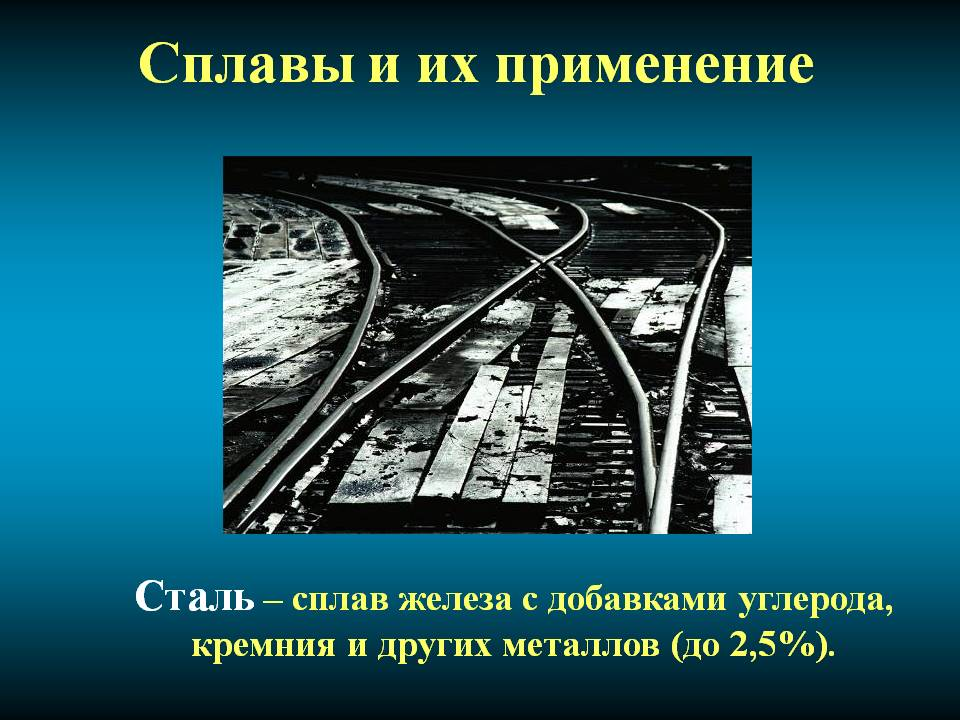 Сплавы и их применение
Сталь – сплав железа с добавками углерода,
кремния и других металлов (до 2,5%).